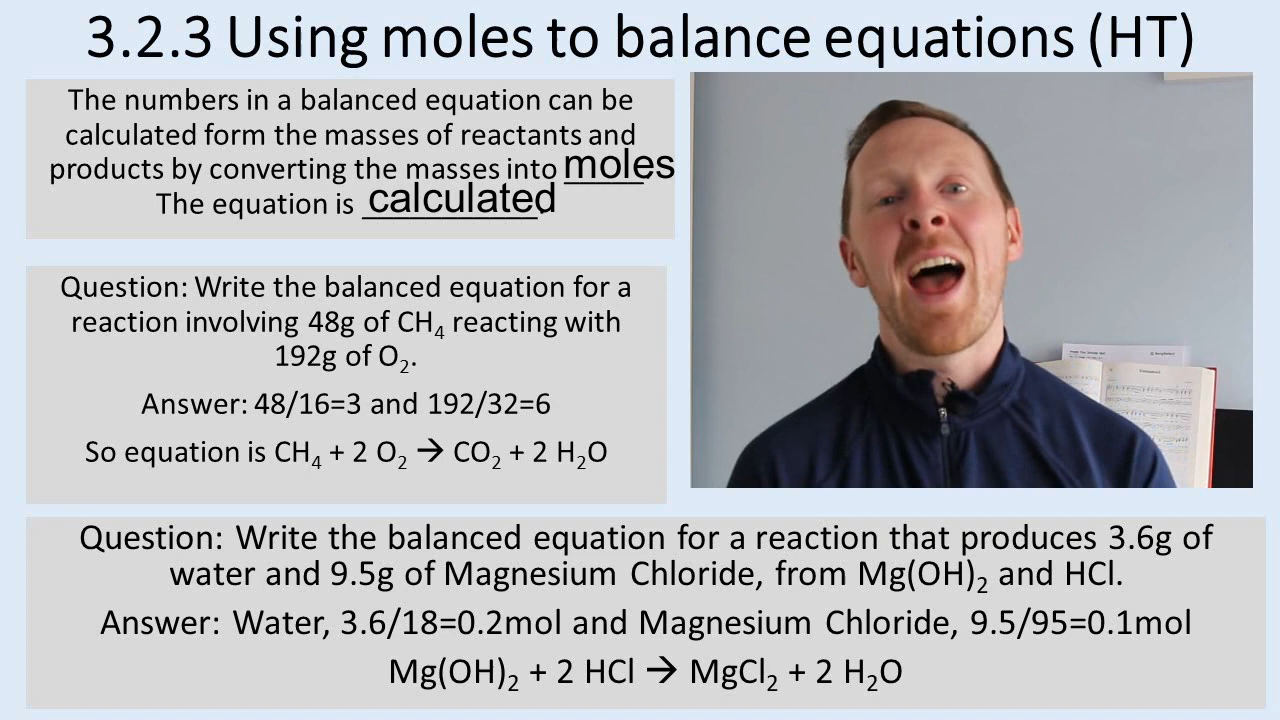 3.2.3 Using moles to balance equations (HT)
The numbers in a balanced equation can be
calculated form the masses of reactants and
products by converting the masses into moles.
The equation is calculated.
Question: Write the balanced equation for a
reaction involving 48g of CH₄ reacting with
192g of O₂.
Answer: 48/16=3 and 192/32=6
So equation is CH₄ + 2 O₂ → CO₂ + 2 H₂O
Question: Write the balanced equation for a reaction that produces 3.6g of
water and 9.5g of Magnesium Chloride, from Mg(OH)₂ and HCl.
Answer: Water, 3.6/18=0.2mol and Magnesium Chloride, 9.5/95=0.1mol
Mg(OH)₂ + 2 HCl → MgCl₂ + 2 H₂O